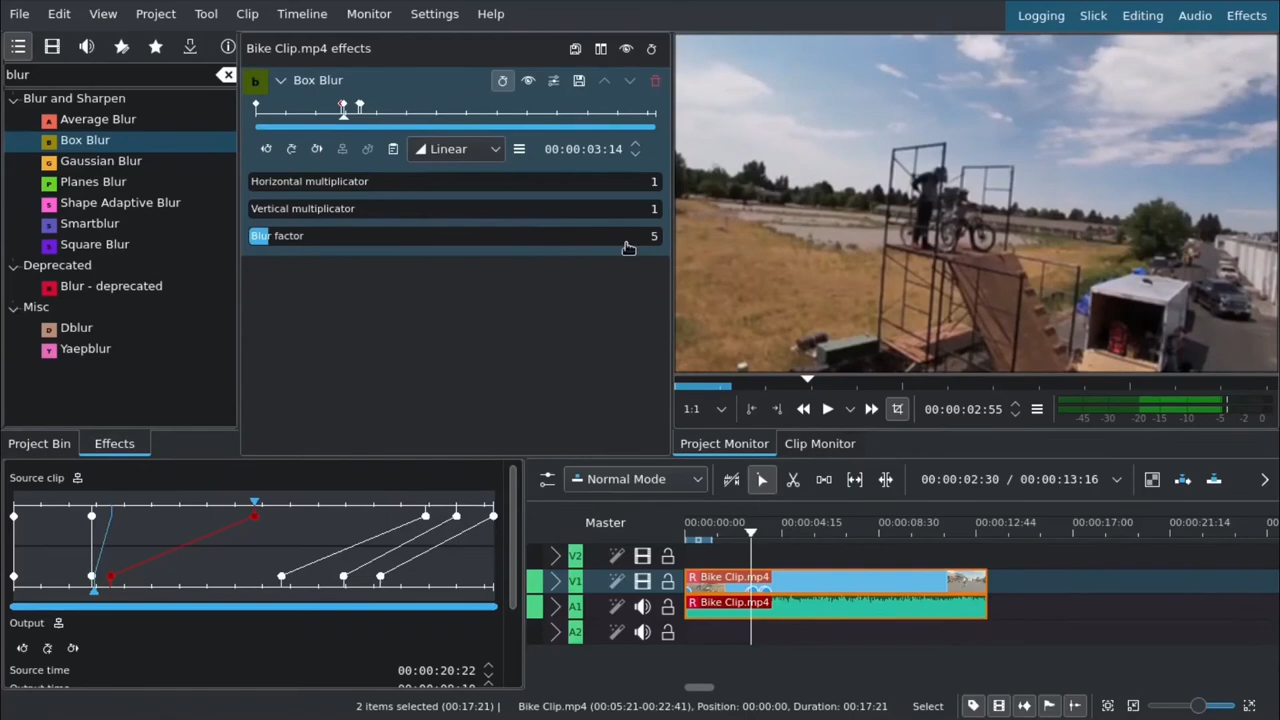 File Edit View Project Tool Clip Timeline Monitor Settings Help
Logging Slick Editing Audio Effects
blur
Blur and Sharpen
Average Blur
Box Blur
Gaussian Blur
Planes Blur
Shape Adaptive Blur
Smartblur
Square Blur
Deprecated
Blur - deprecated
Misc
Dblur
Yaepblur
Project Bin Effects
Bike Clip.mp4 effects
b Box Blur
Linear 00:00:03:14
Horizontal multiplicator 1
Vertical multiplicator 1
Blur factor 5
1:1 00:00:02:55 -45 -30 -20 -15 -10 -5 -2 0
Project Monitor Clip Monitor
Source clip
Output
Source time 00:00:20:22
Normal Mode 00:00:02:30 / 00:00:13:16
Master 00:00:00:00 00:00:04:15 00:00:08:30 00:00:12:44 00:00:17:00 00:00:21:14
V2
V1 R Bike Clip.mp4
A1 R Bike Clip.mp4
A2
2 items selected (00:17:21) | Bike Clip.mp4 (00:05:21-00:22:41), Position: 00:00:00, Duration: 00:17:21 Select